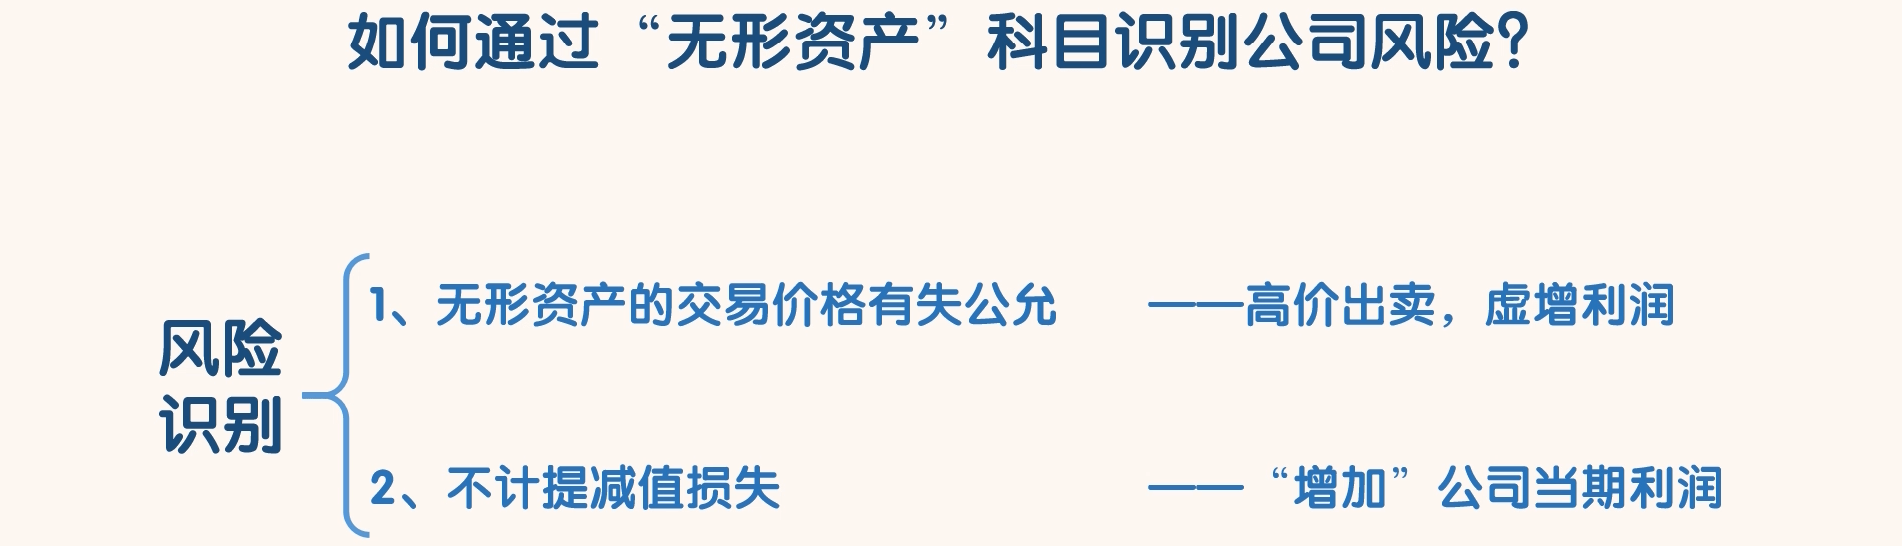 如何通过“无形资产”科目识别公司风险？
风险
识别
1、无形资产的交易价格有失公允 ——高价出卖，虚增利润
2、不计提减值损失 ——“增加”公司当期利润